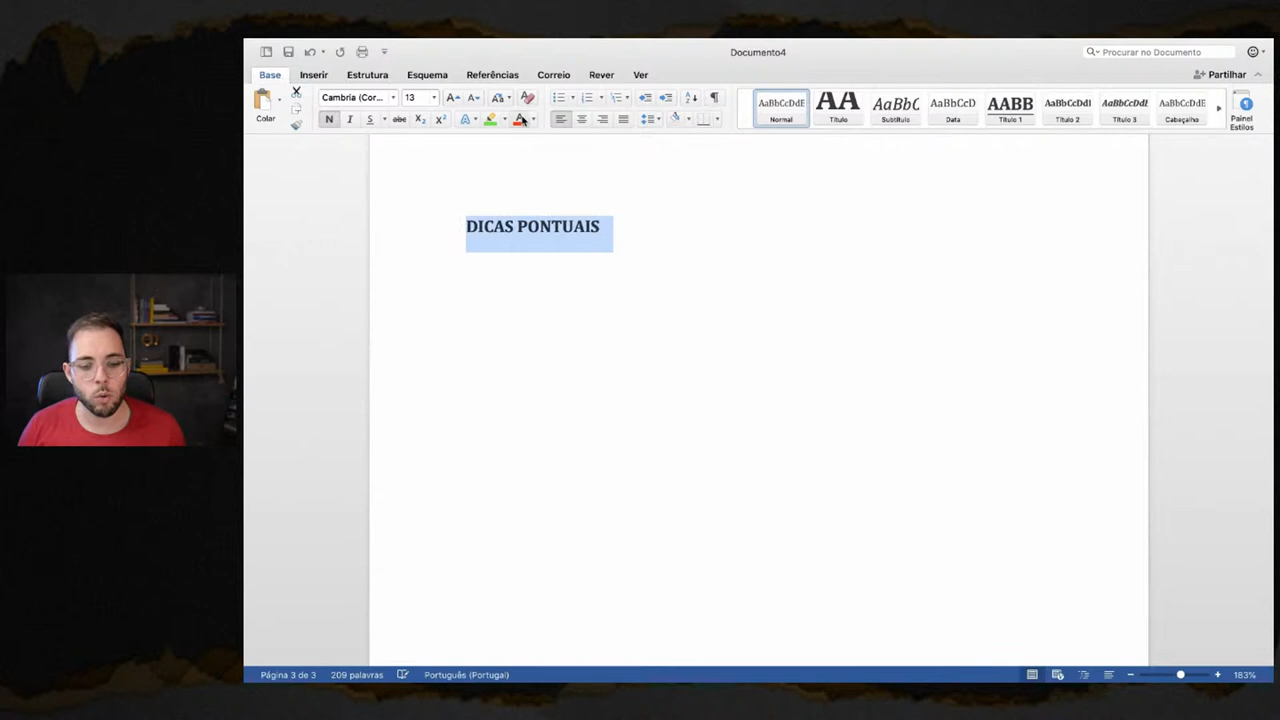 Documento4
Procurar no Documento
Base Inserir Estrutura Esquema Referências Correio Rever Ver
Partilhar
Colar
Cambria (Cor... 13
N I S abc X₂ X²
AaBbCcDdE AA AaBbC AaBbCcD AABB AaBbCcDdI AaBbCcDdI AaBbCcDdE
Normal Título Subtítulo Data Título 1 Título 2 Título 3 Cabeçalho
Painel
Estilos
DICAS PONTUAIS
Página 3 de 3 209 palavras Português (Portugal) 183%